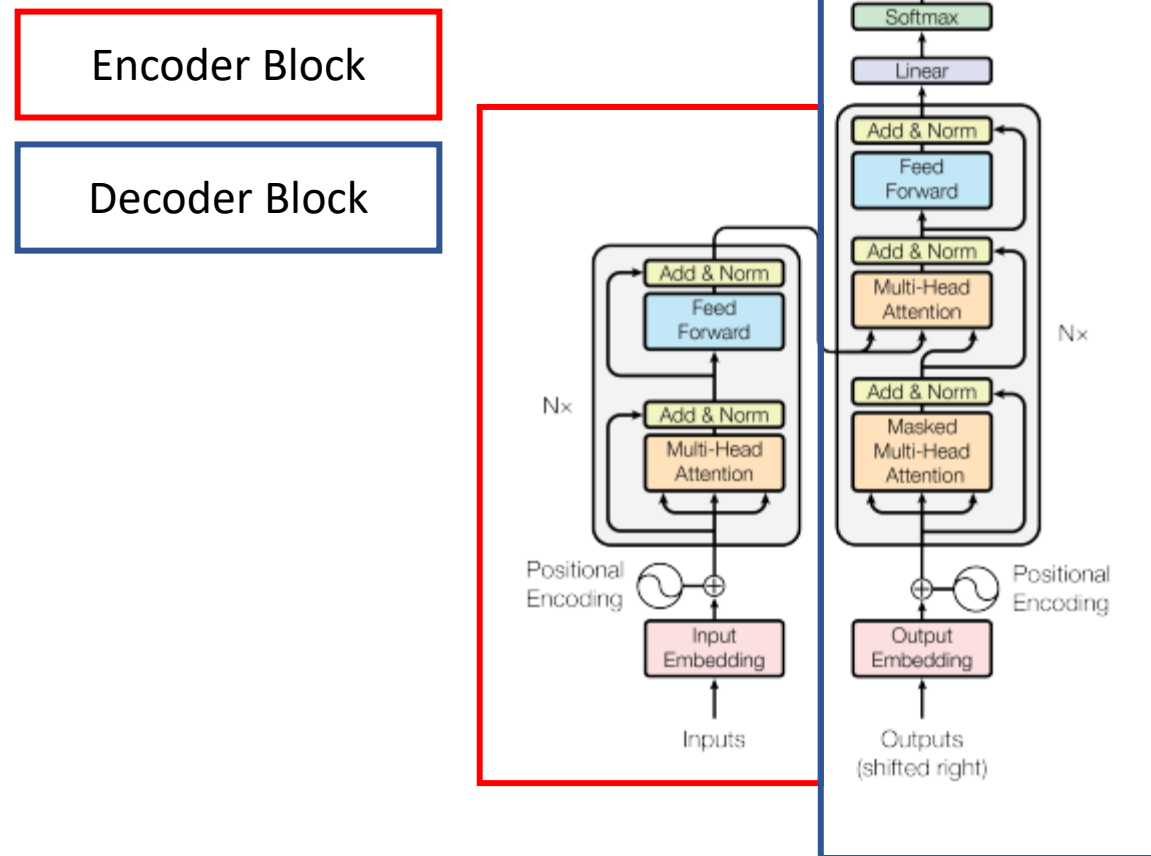 Encoder Block
Decoder Block
Softmax
Linear
Add & Norm
Feed
Forward
Add & Norm
Multi-Head
Attention
Add & Norm
Masked
Multi-Head
Attention
N×
Positional
Encoding
Output
Embedding
Outputs
(shifted right)
Add & Norm
Feed
Forward
Add & Norm
Multi-Head
Attention
N×
Positional
Encoding
Input
Embedding
Inputs